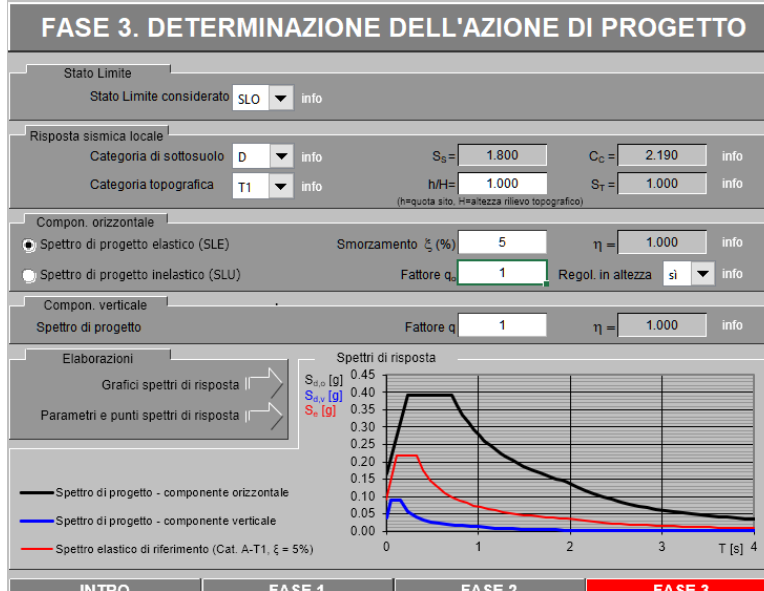 FASE 3. DETERMINAZIONE DELL'AZIONE DI PROGETTO
Stato Limite
Stato Limite considerato SLO info
Risposta sismica locale
Categoria di sottosuolo D info SS= 1.800 CC = 2.190 info
Categoria topografica T1 info h/H= 1.000 ST = 1.000 info
(h=quota sito, H=altezza rilievo topografico)
Compon. orizzontale
Spettro di progetto elastico (SLE) Smorzamento ξ (%) 5 η = 1.000 info
Spettro di progetto inelastico (SLU) Fattore qo 1 Regol. in altezza sì info
Compon. verticale
Spettro di progetto Fattore q 1 η = 1.000 info
Elaborazioni
Grafici spettri di risposta
Parametri e punti spettri di risposta
Spettri di risposta
Sd,o [g]
Sd,v [g]
Se [g]
0.45
0.40
0.35
0.30
0.25
0.20
0.15
0.10
0.05
0.00
0 1 2 3 T [s] 4
Spettro di progetto - componente orizzontale
Spettro di progetto - componente verticale
Spettro elastico di riferimento (Cat. A-T1, ξ = 5%)
INTRO FASE 1 FASE 2 FASE 3